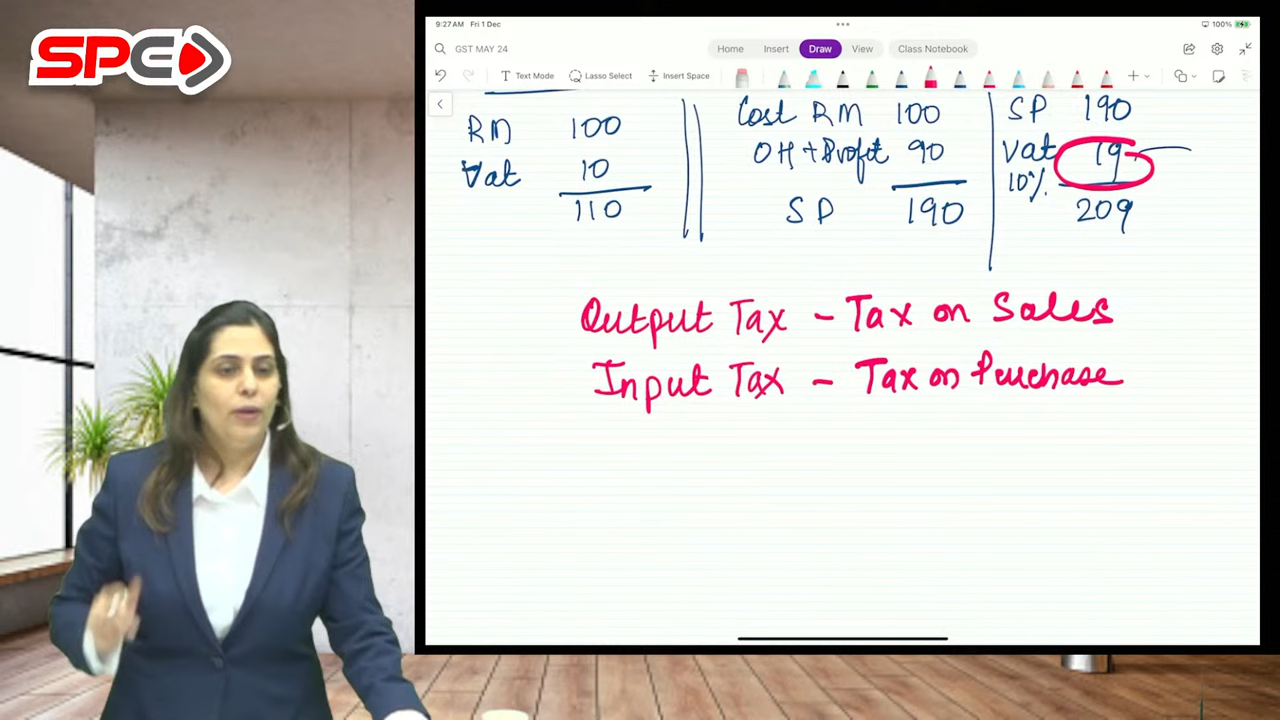 SPED
9:27 AM Fri 1 Dec
100%
GST MAY 24
Home Insert Draw View Class Notebook
Text Mode Lasso Select Insert Space
RM 100
Vat 10
110
Cost RM 100
OH + Profit 90
SP 190
SP 190
Vat 19
10%
209
Output Tax - Tax on Sales
Input Tax - Tax on Purchase